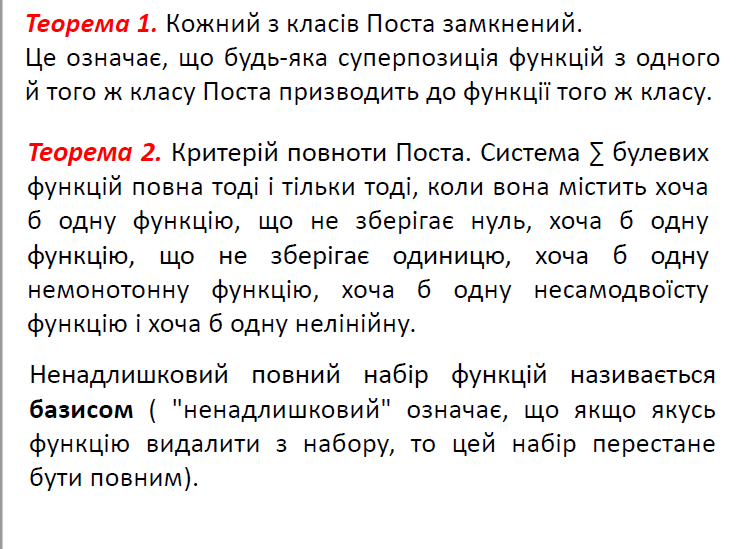 Теорема 1. Кожний з класів Поста замкнений.
Це означає, що будь-яка суперпозиція функцій з одного
й того ж класу Поста призводить до функції того ж класу.
Теорема 2. Критерій повноти Поста. Система ∑ булевих
функцій повна тоді і тільки тоді, коли вона містить хоча
б одну функцію, що не зберігає нуль, хоча б одну
функцію, що не зберігає одиницю, хоча б одну
немонотонну функцію, хоча б одну несамодвоїсту
функцію і хоча б одну нелінійну.
Ненадлишковий повний набір функцій називається
базисом ( "ненадлишковий" означає, що якщо якусь
функцію видалити з набору, то цей набір перестане
бути повним).